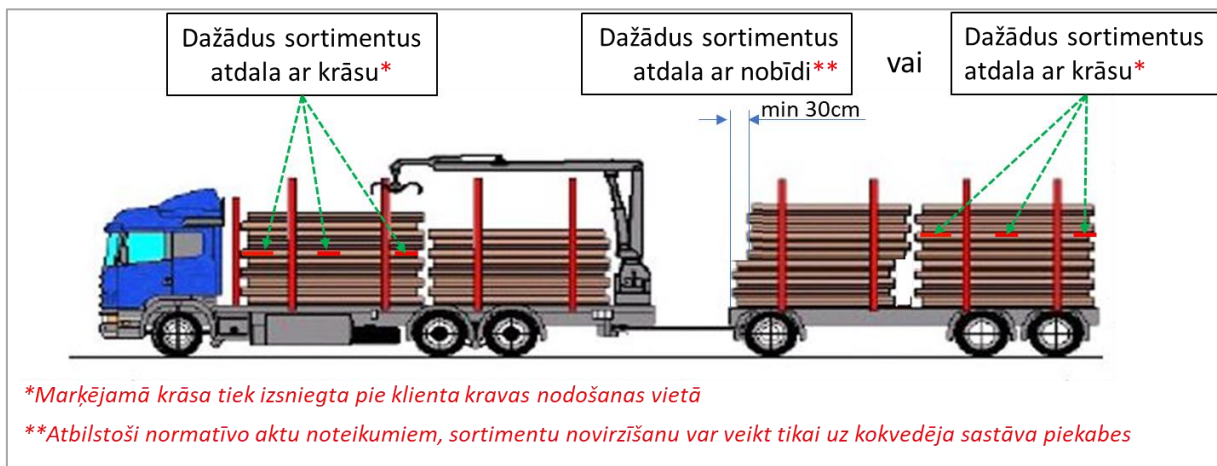 Dažādus sortimentus
atdala ar krāsu*
Dažādus sortimentus
atdala ar nobīdi**
vai
Dažādus sortimentus
atdala ar krāsu*
min 30cm
*Marķējamā krāsa tiek izsniegta pie klienta kravas nodošanas vietā
**Atbilstoši normatīvo aktu noteikumiem, sortimentu novirzīšanu var veikt tikai uz kokvedēja sastāva piekabes